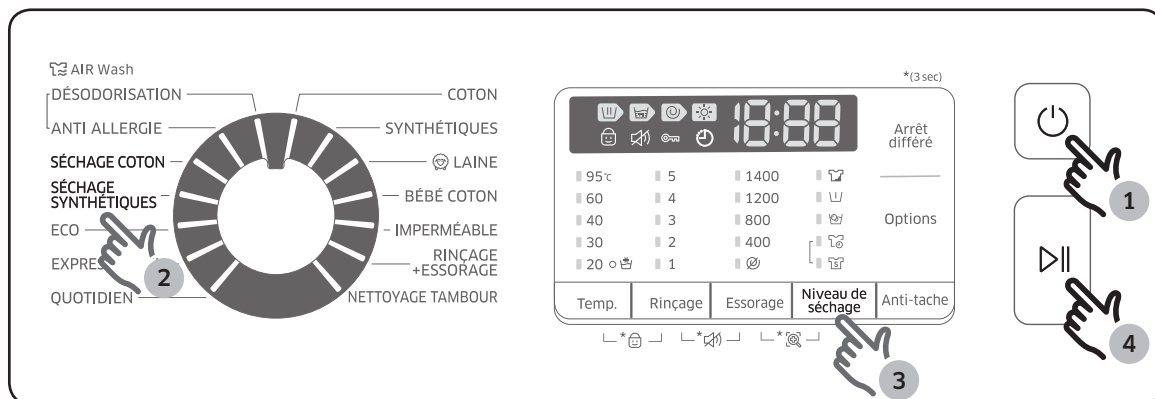 AIR Wash
DÉSODORISATION
ANTI ALLERGIE
SÉCHAGE COTON
SÉCHAGE
SYNTHÉTIQUES
ECO
EXPRES
QUOTIDIEN
2
COTON
SYNTHÉTIQUES
LAINE
BÉBÉ COTON
IMPERMÉABLE
RINÇAGE
+ESSORAGE
NETTOYAGE TAMBOUR
*(3 sec)
18:88
Arrêt
différé
Options
95℃ 5 1400
60 4 1200
40 3 800
30 2 400
20 1
Temp. Rinçage Essorage Niveau de
séchage Anti-tache
* * *
3
1
4